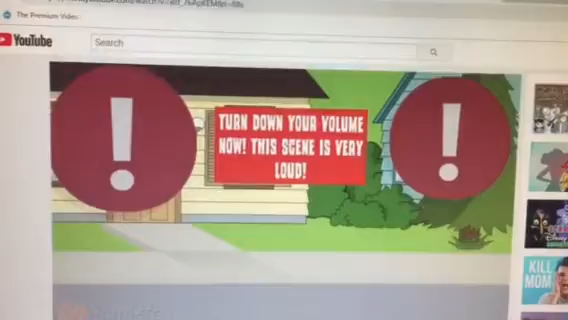 The Premium Video
YouTube
Search
TURN DOWN YOUR VOLUME
NOW! THIS SCENE IS VERY
LOUD!
KILL
MOM